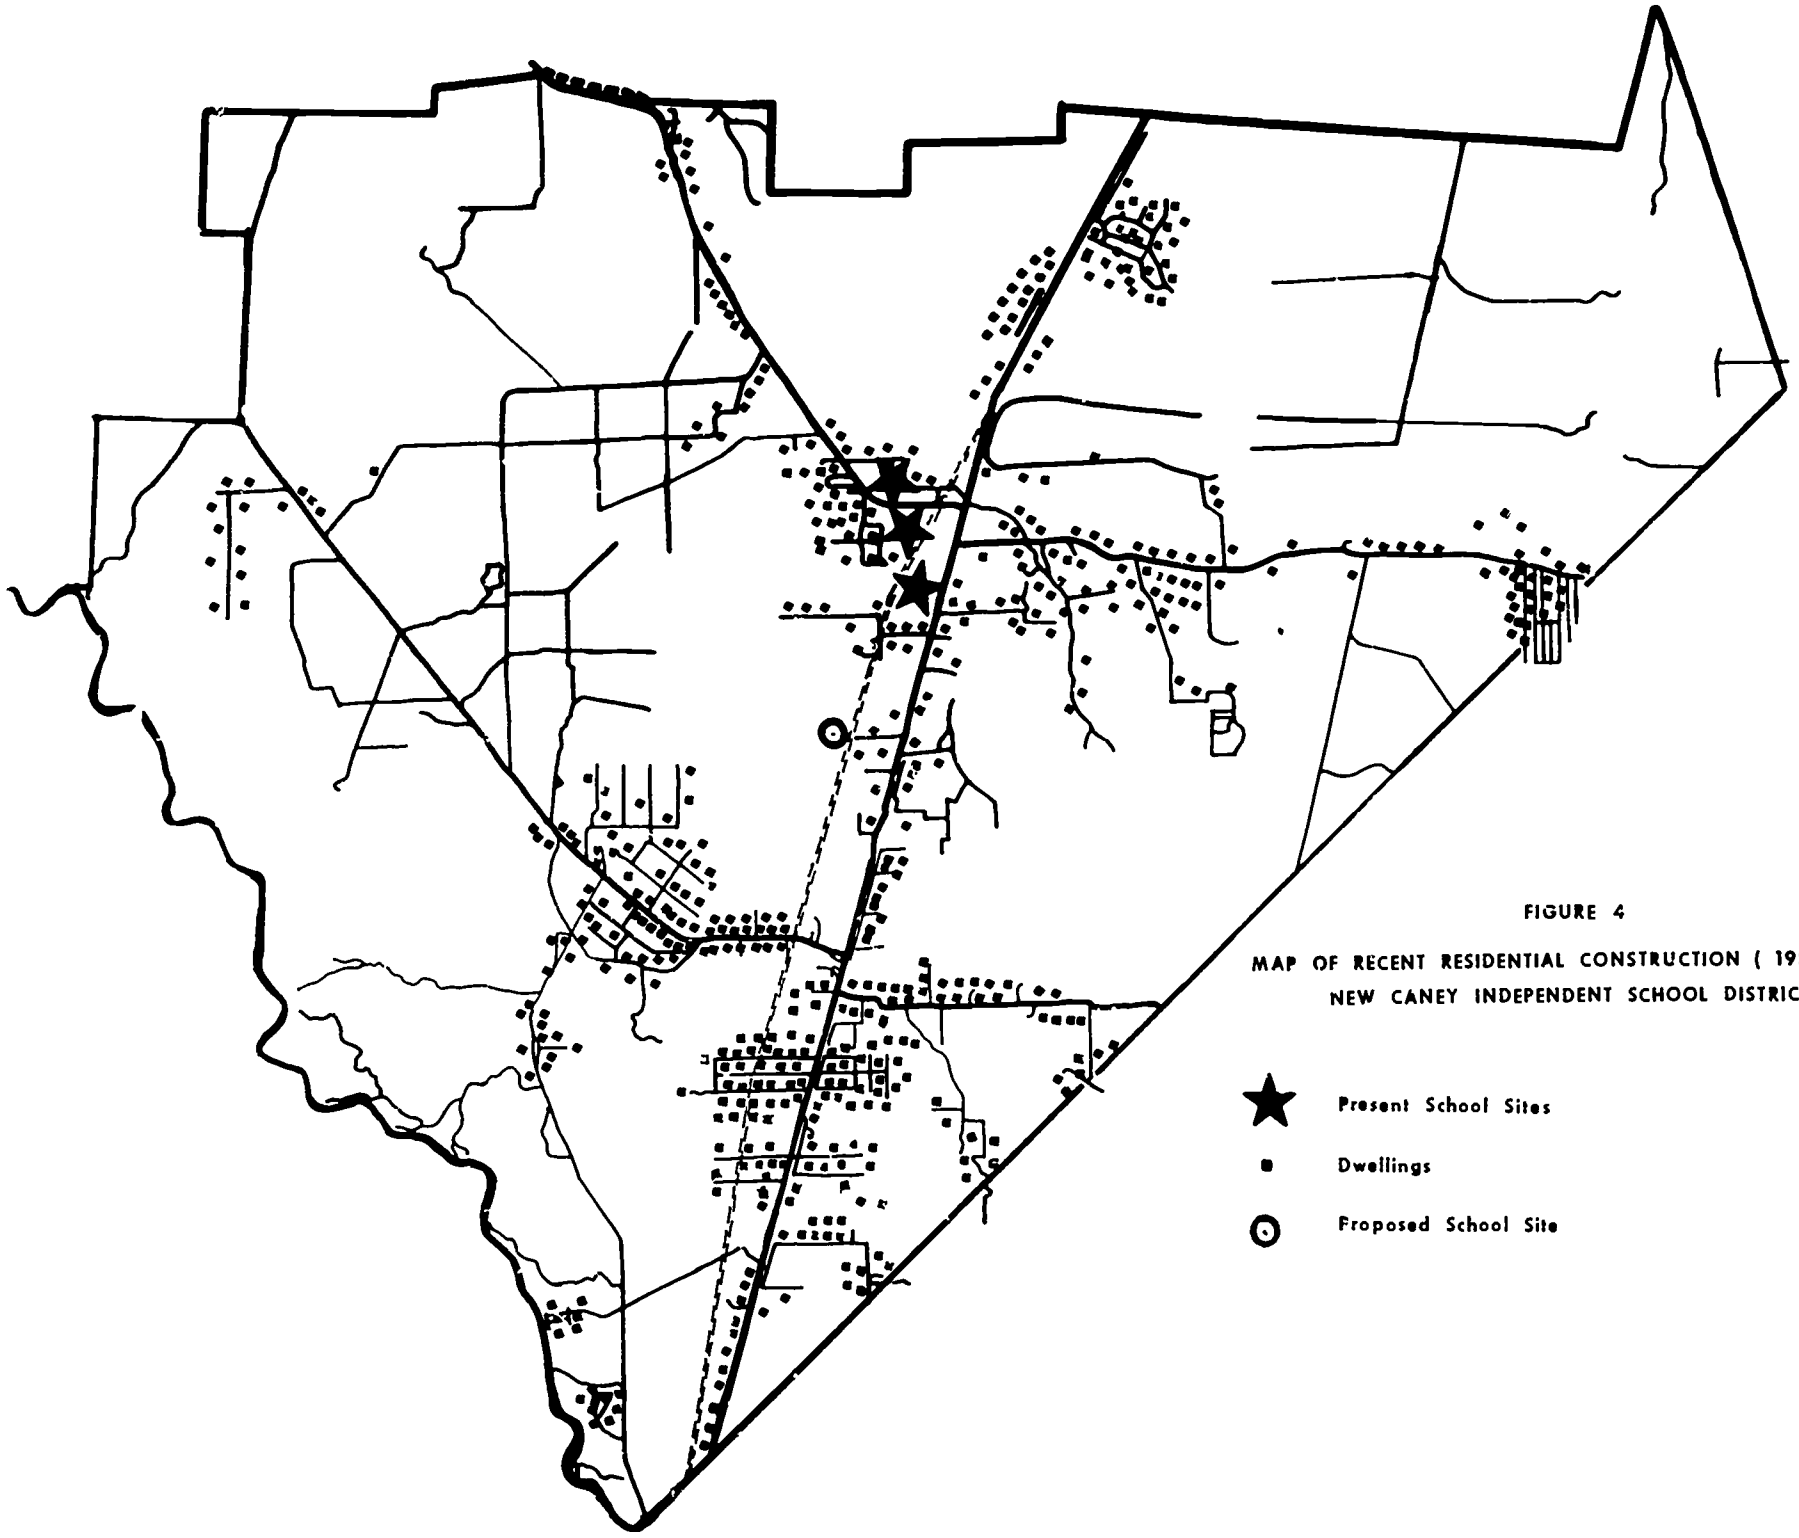 FIGURE 4
MAP OF RECENT RESIDENTIAL CONSTRUCTION ( 19
NEW CANEY INDEPENDENT SCHOOL DISTRIC
Present School Sites
Dwellings
Proposed School Site